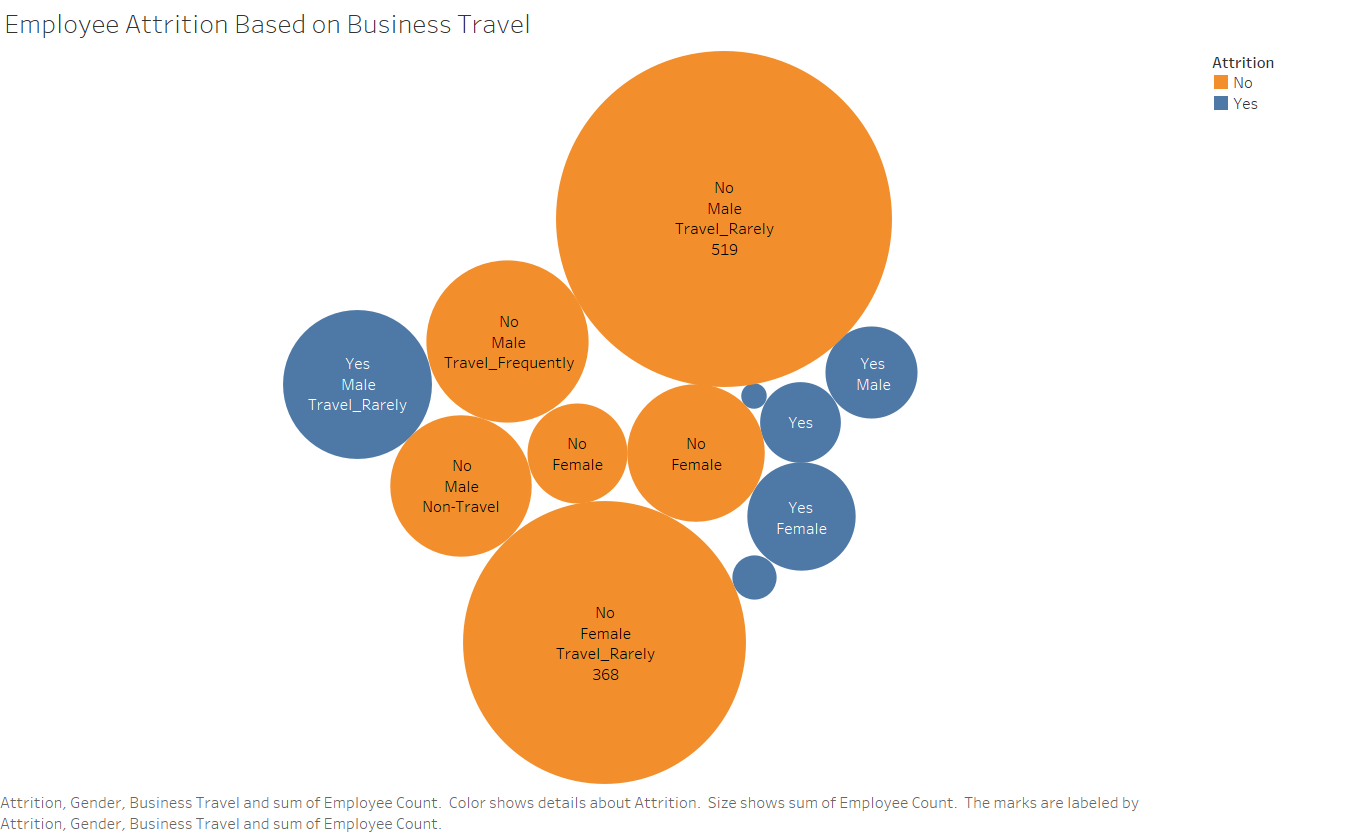 Employee Attrition Based on Business Travel
Attrition
No
Yes
No
Male
Travel_Rarely
519
No
Male
Travel_Frequently
Yes
Male
Travel_Rarely
Yes
Male
Yes
No
Female
No
Female
No
Male
Non-Travel
Yes
Female
No
Female
Travel_Rarely
368
Attrition, Gender, Business Travel and sum of Employee Count.  Color shows details about Attrition.  Size shows sum of Employee Count.  The marks are labeled by
Attrition, Gender, Business Travel and sum of Employee Count.